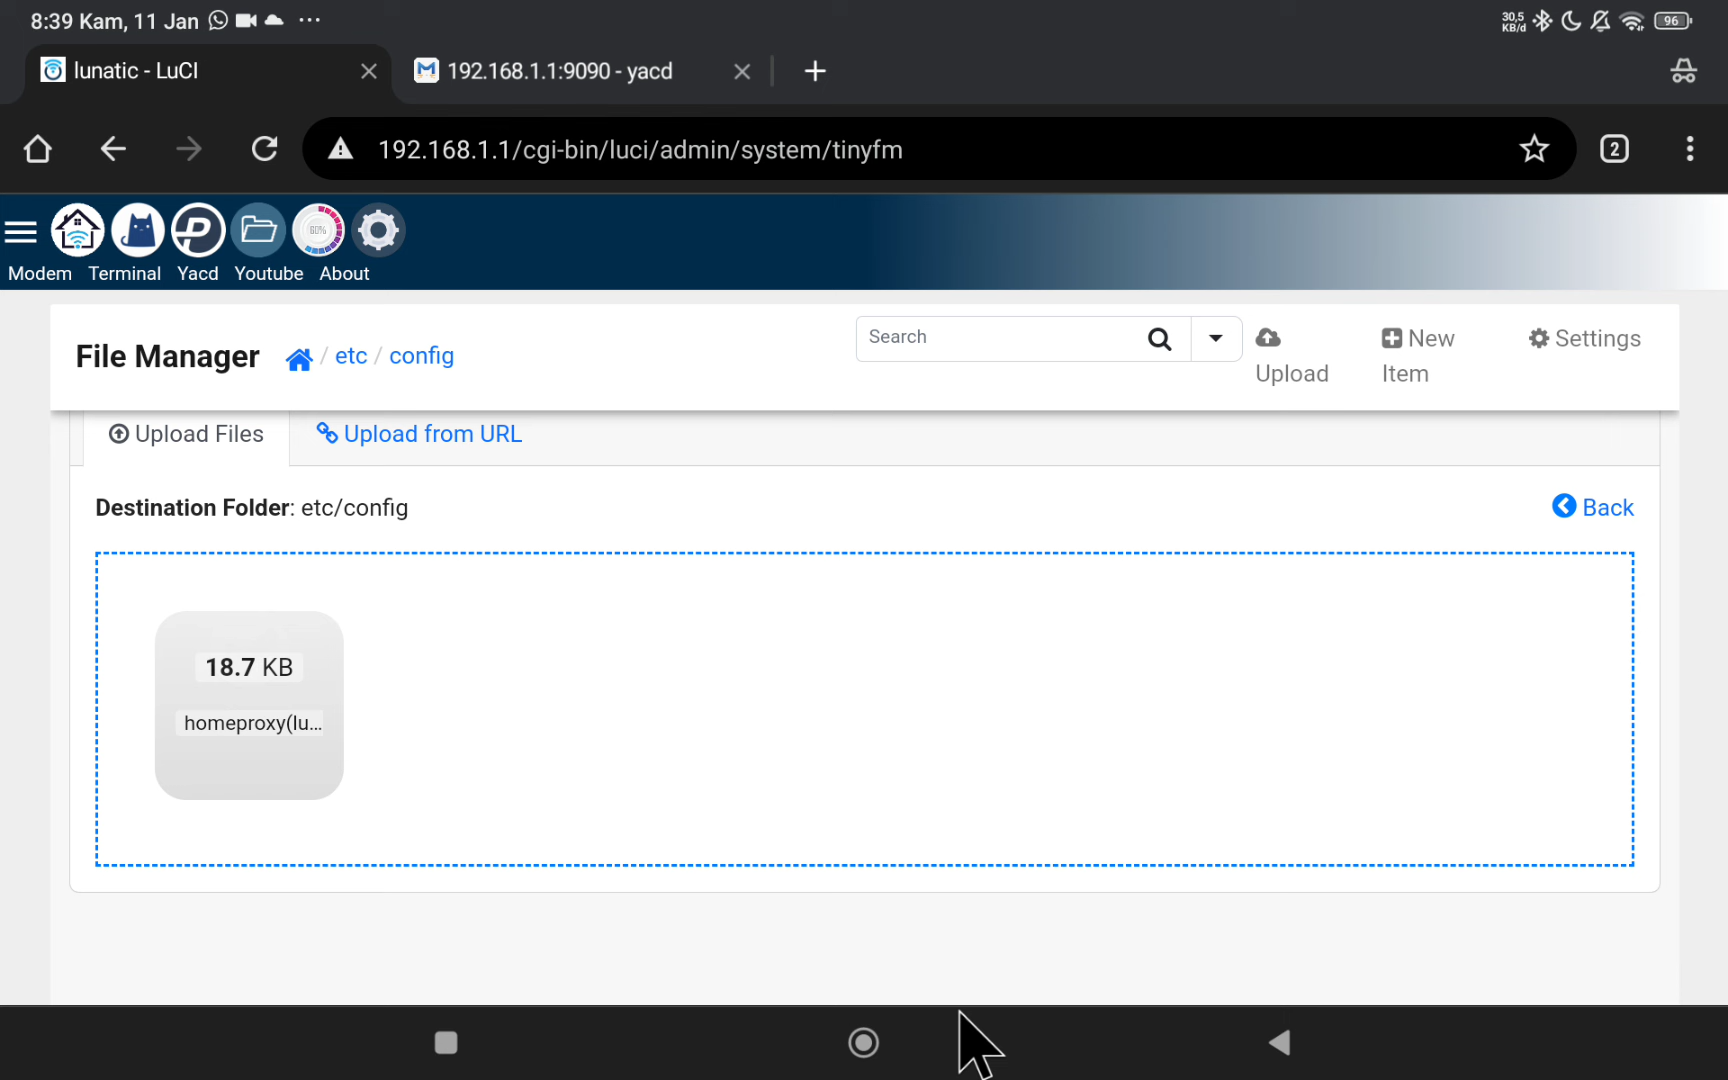 8:39 Kam, 11 Jan
30,5 KB/d
96
lunatic - LuCI
192.168.1.1:9090 - yacd
192.168.1.1/cgi-bin/luci/admin/system/tinyfm
2
60%
Modem Terminal Yacd Youtube About
File Manager / etc / config
Search
Upload
New Item
Settings
Upload Files
Upload from URL
Destination Folder: etc/config
Back
18.7 KB
homeproxy(lu...